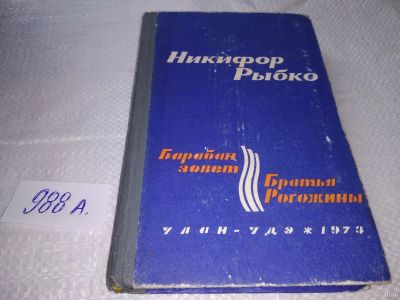 Никифор
Рыбко
Барабан
зовет
Братья
Рогожины
УЛАН-УДЭ * 1973
988 А.